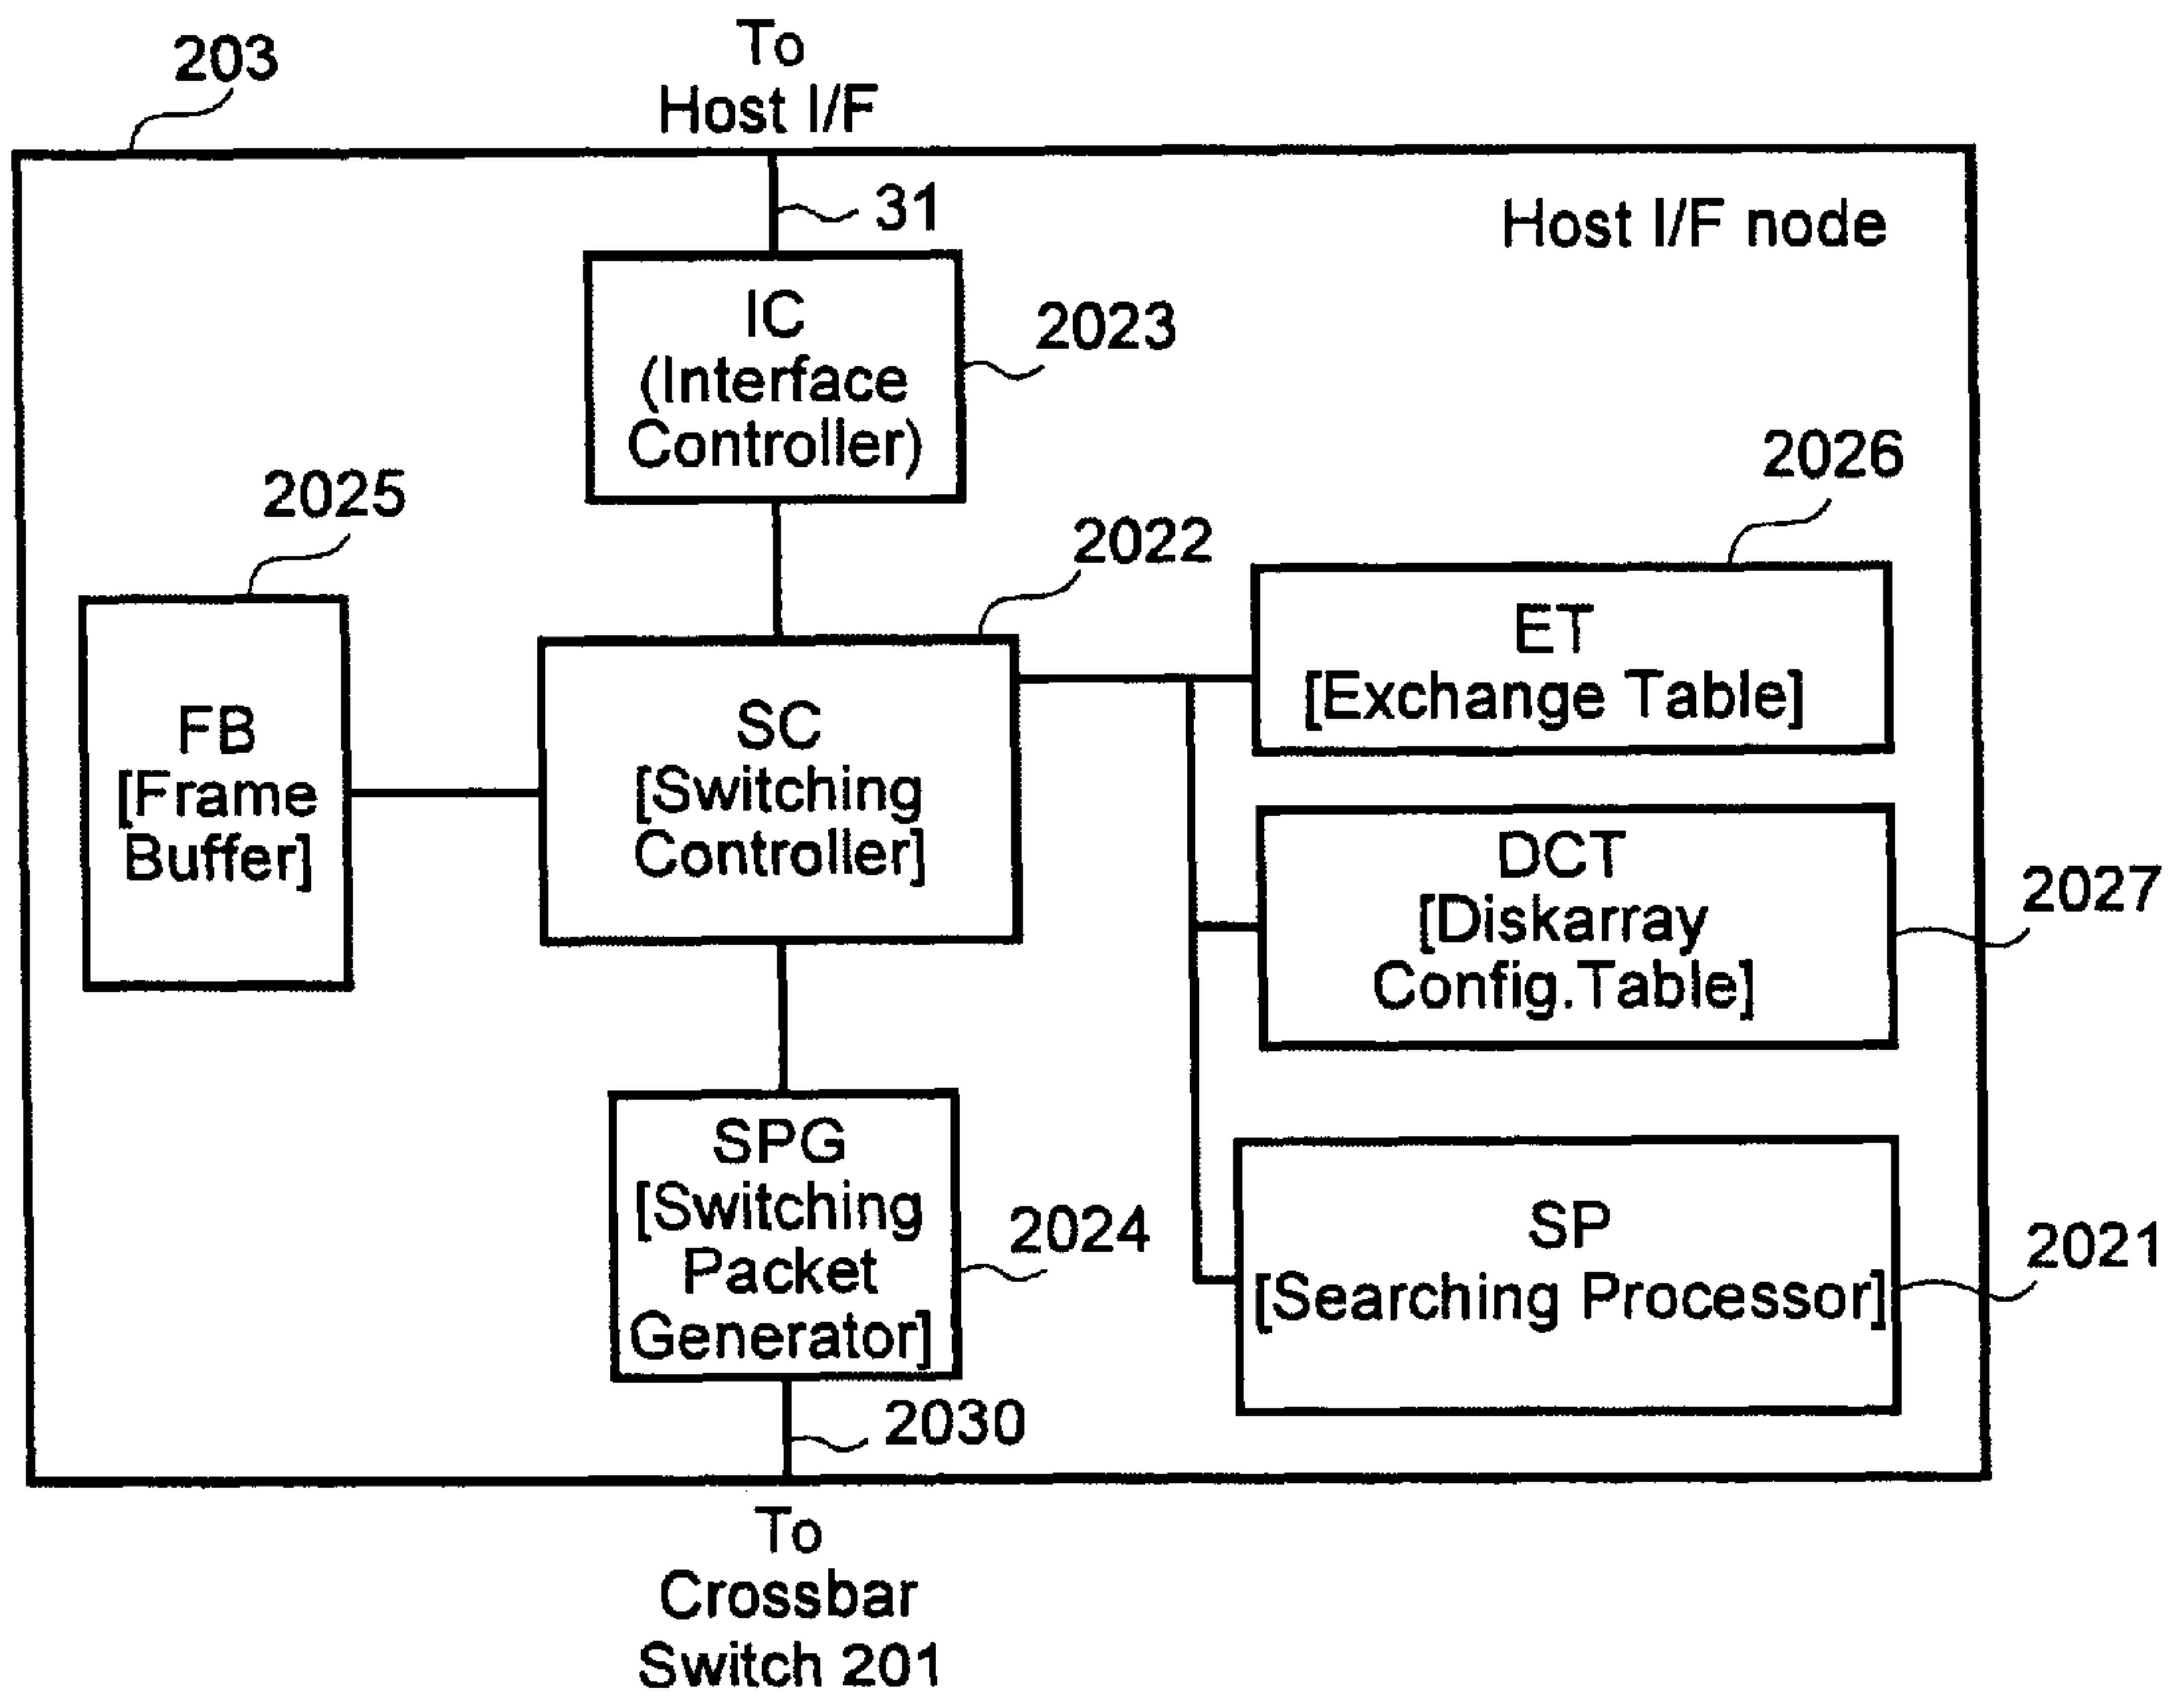 203
To
Host I/F
31
Host I/F node
IC
(Interface
Controller)
2023
2025
2022
2026
FB
[Frame
Buffer]
SC
[Switching
Controller]
ET
[Exchange Table]
DCT
[Diskarray
Config.Table]
2027
SPG
[Switching
Packet
Generator]
2024
SP
[Searching Processor]
2021
2030
To
Crossbar
Switch 201